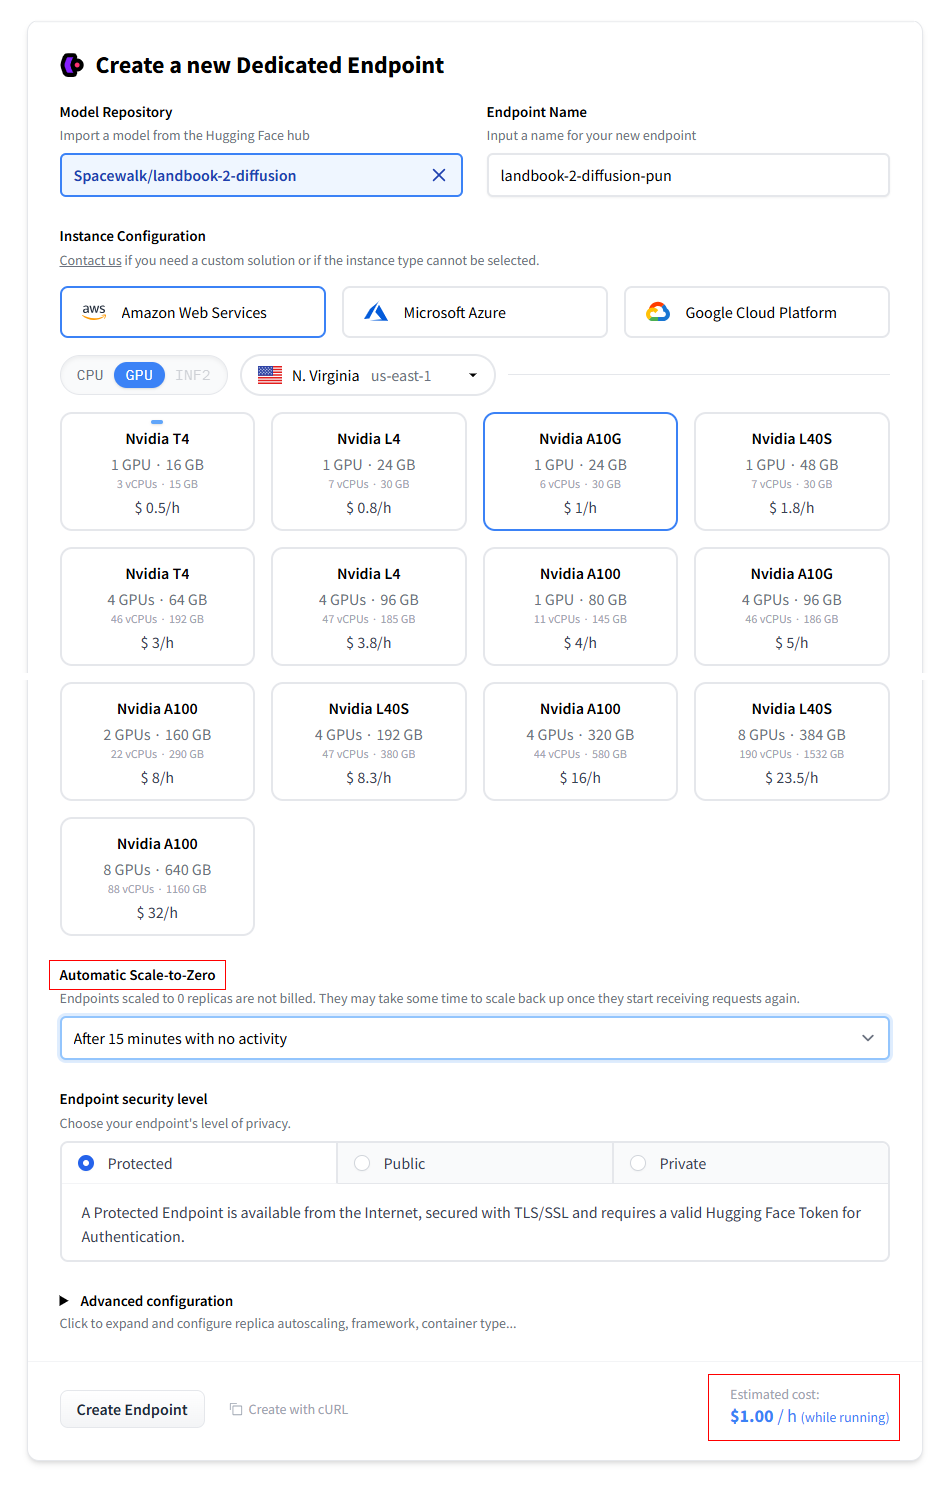 Create a new Dedicated Endpoint
Model Repository
Import a model from the Hugging Face hub
Spacewalk/landbook-2-diffusion
Endpoint Name
Input a name for your new endpoint
landbook-2-diffusion-pun
Instance Configuration
Contact us if you need a custom solution or if the instance type cannot be selected.
aws Amazon Web Services
Microsoft Azure
Google Cloud Platform
CPU GPU INF2
N. Virginia us-east-1
Nvidia T4
1 GPU · 16 GB
3 vCPUs · 15 GB
$ 0.5/h
Nvidia L4
1 GPU · 24 GB
7 vCPUs · 30 GB
$ 0.8/h
Nvidia A10G
1 GPU · 24 GB
6 vCPUs · 30 GB
$ 1/h
Nvidia L40S
1 GPU · 48 GB
7 vCPUs · 30 GB
$ 1.8/h
Nvidia T4
4 GPUs · 64 GB
46 vCPUs · 192 GB
$ 3/h
Nvidia L4
4 GPUs · 96 GB
47 vCPUs · 185 GB
$ 3.8/h
Nvidia A100
1 GPU · 80 GB
11 vCPUs · 145 GB
$ 4/h
Nvidia A10G
4 GPUs · 96 GB
46 vCPUs · 186 GB
$ 5/h
Nvidia A100
2 GPUs · 160 GB
22 vCPUs · 290 GB
$ 8/h
Nvidia L40S
4 GPUs · 192 GB
47 vCPUs · 380 GB
$ 8.3/h
Nvidia A100
4 GPUs · 320 GB
44 vCPUs · 580 GB
$ 16/h
Nvidia L40S
8 GPUs · 384 GB
190 vCPUs · 1532 GB
$ 23.5/h
Nvidia A100
8 GPUs · 640 GB
88 vCPUs · 1160 GB
$ 32/h
Automatic Scale-to-Zero
Endpoints scaled to 0 replicas are not billed. They may take some time to scale back up once they start receiving requests again.
After 15 minutes with no activity
Endpoint security level
Choose your endpoint's level of privacy.
Protected
Public
Private
A Protected Endpoint is available from the Internet, secured with TLS/SSL and requires a valid Hugging Face Token for
Authentication.
Advanced configuration
Click to expand and configure replica autoscaling, framework, container type...
Create Endpoint
Create with cURL
Estimated cost:
$1.00 / h (while running)